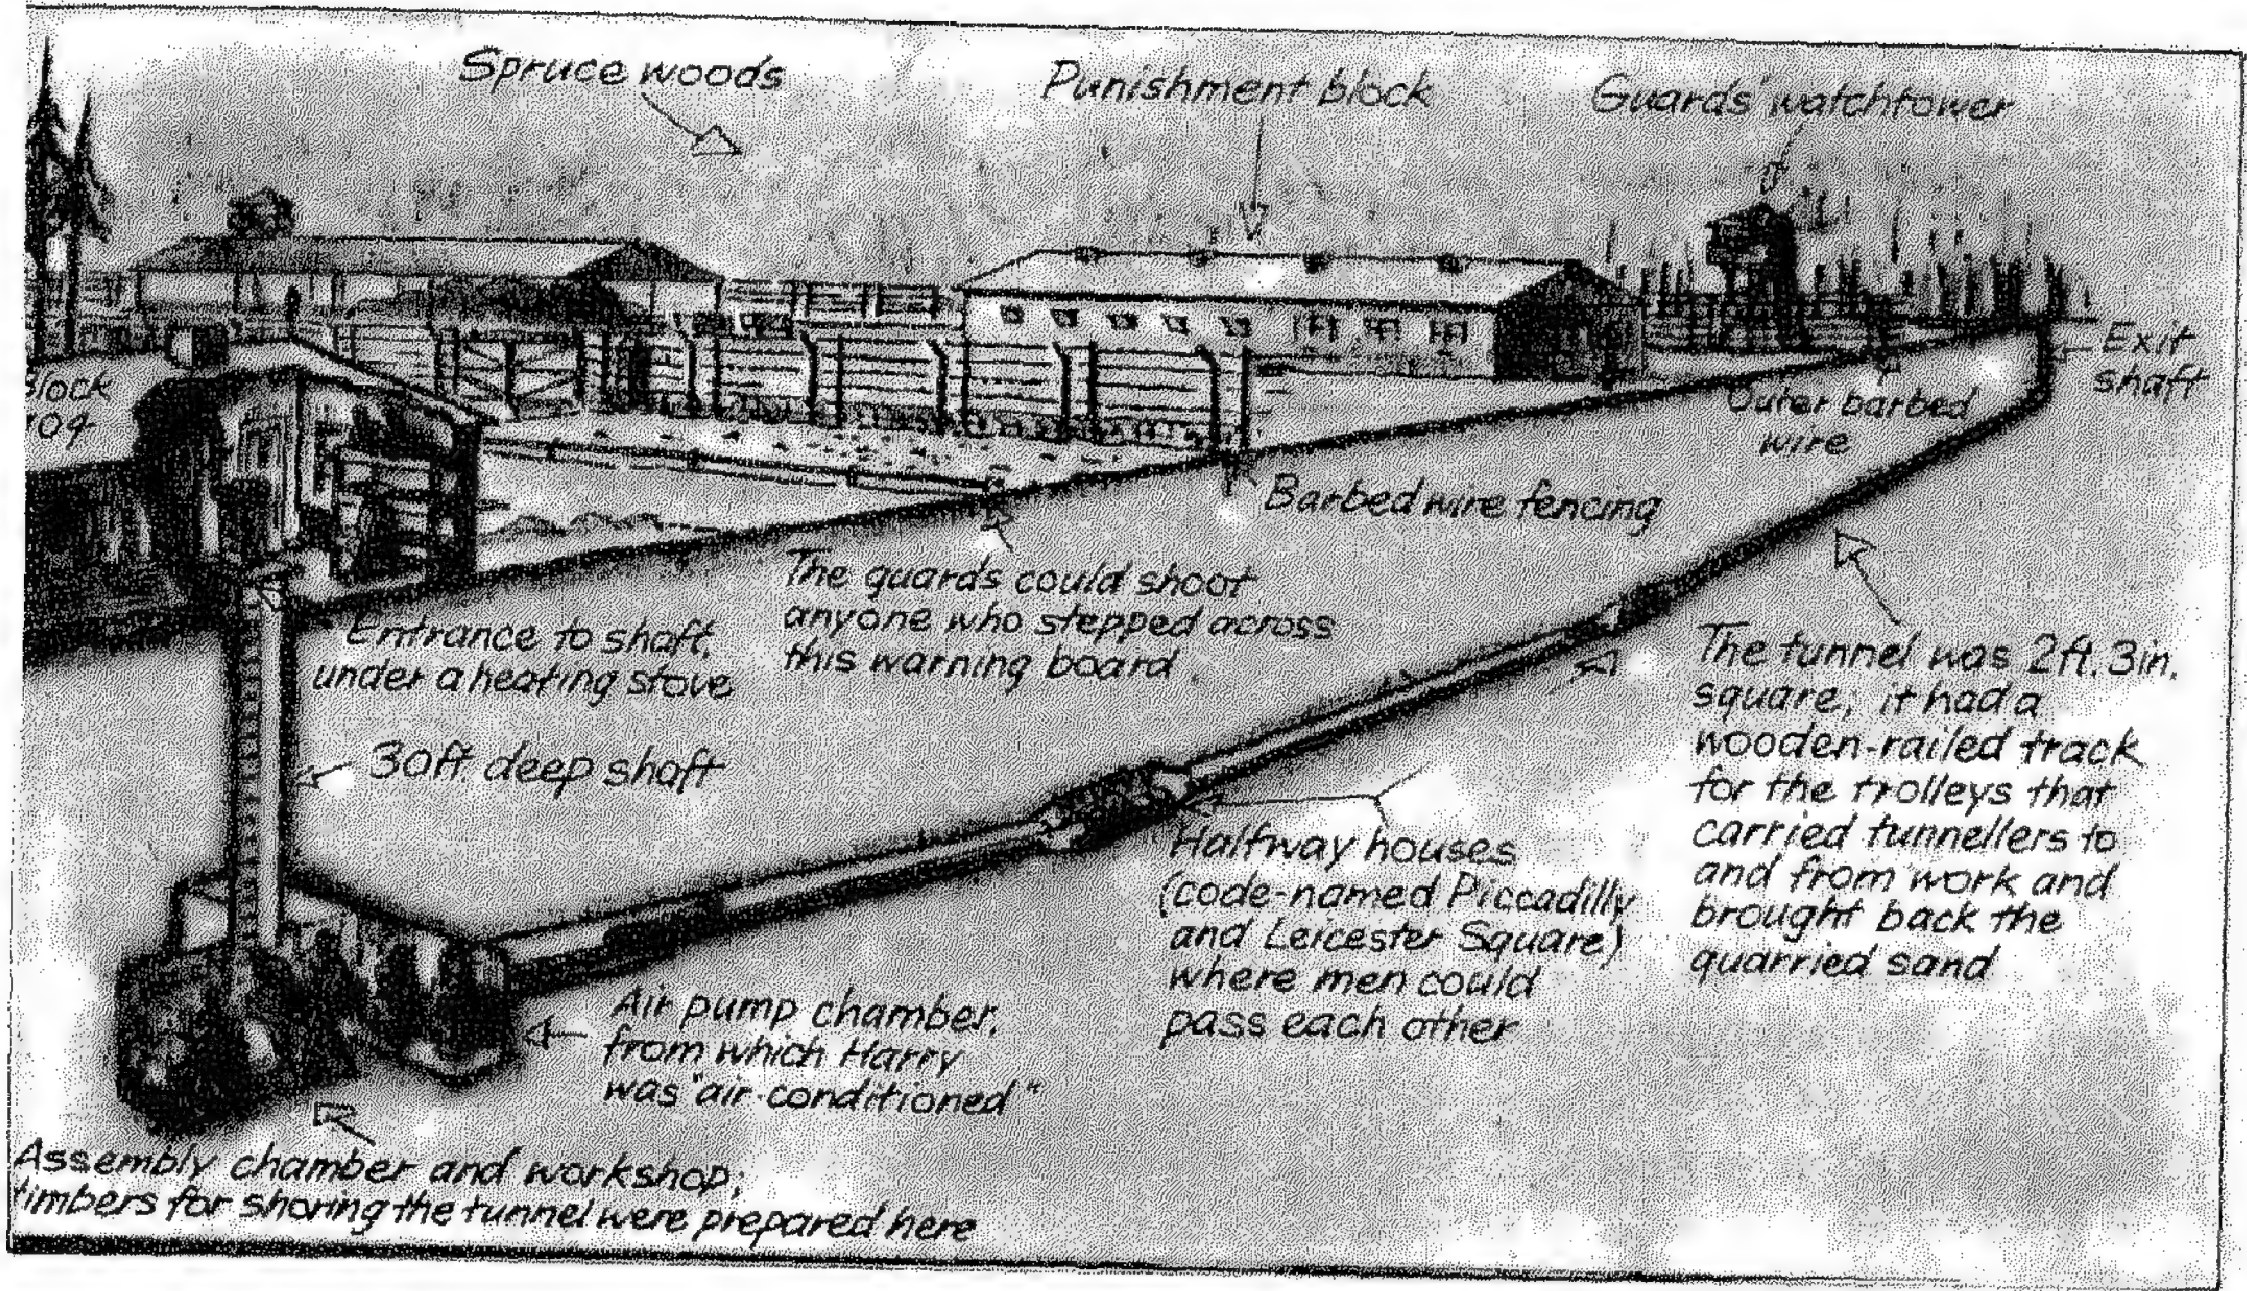 Spruce woods
Punishment block
Guards' watchtower
Exit
shaft
Outer barbed
wire
Block
104
Barbed wire fencing
The guards could shoot
anyone who stepped across
this warning board
Entrance to shaft,
under a heating stove
30ft. deep shaft
The tunnel was 2ft. 3in.
square; it had a
wooden-railed track
for the trolleys that
carried tunnellers to
and from work and
brought back the
quarried sand
Halfway houses
(code-named Piccadilly
and Leicester Square)
where men could
pass each other
Air pump chamber,
from which Harry
was "air-conditioned"
Assembly chamber and workshop;
timbers for shoring the tunnel were prepared here